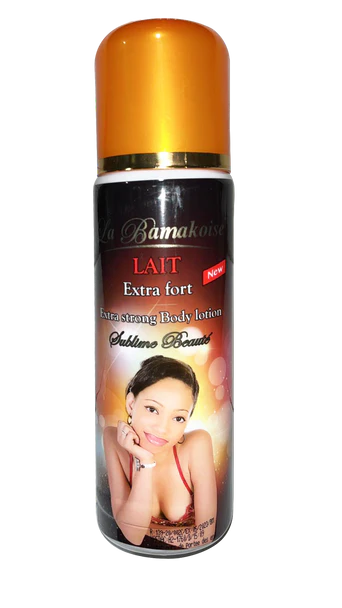 La Bamakoise
LAIT
New
Extra fort
Extra strong Body lotion
Sublime Beauté